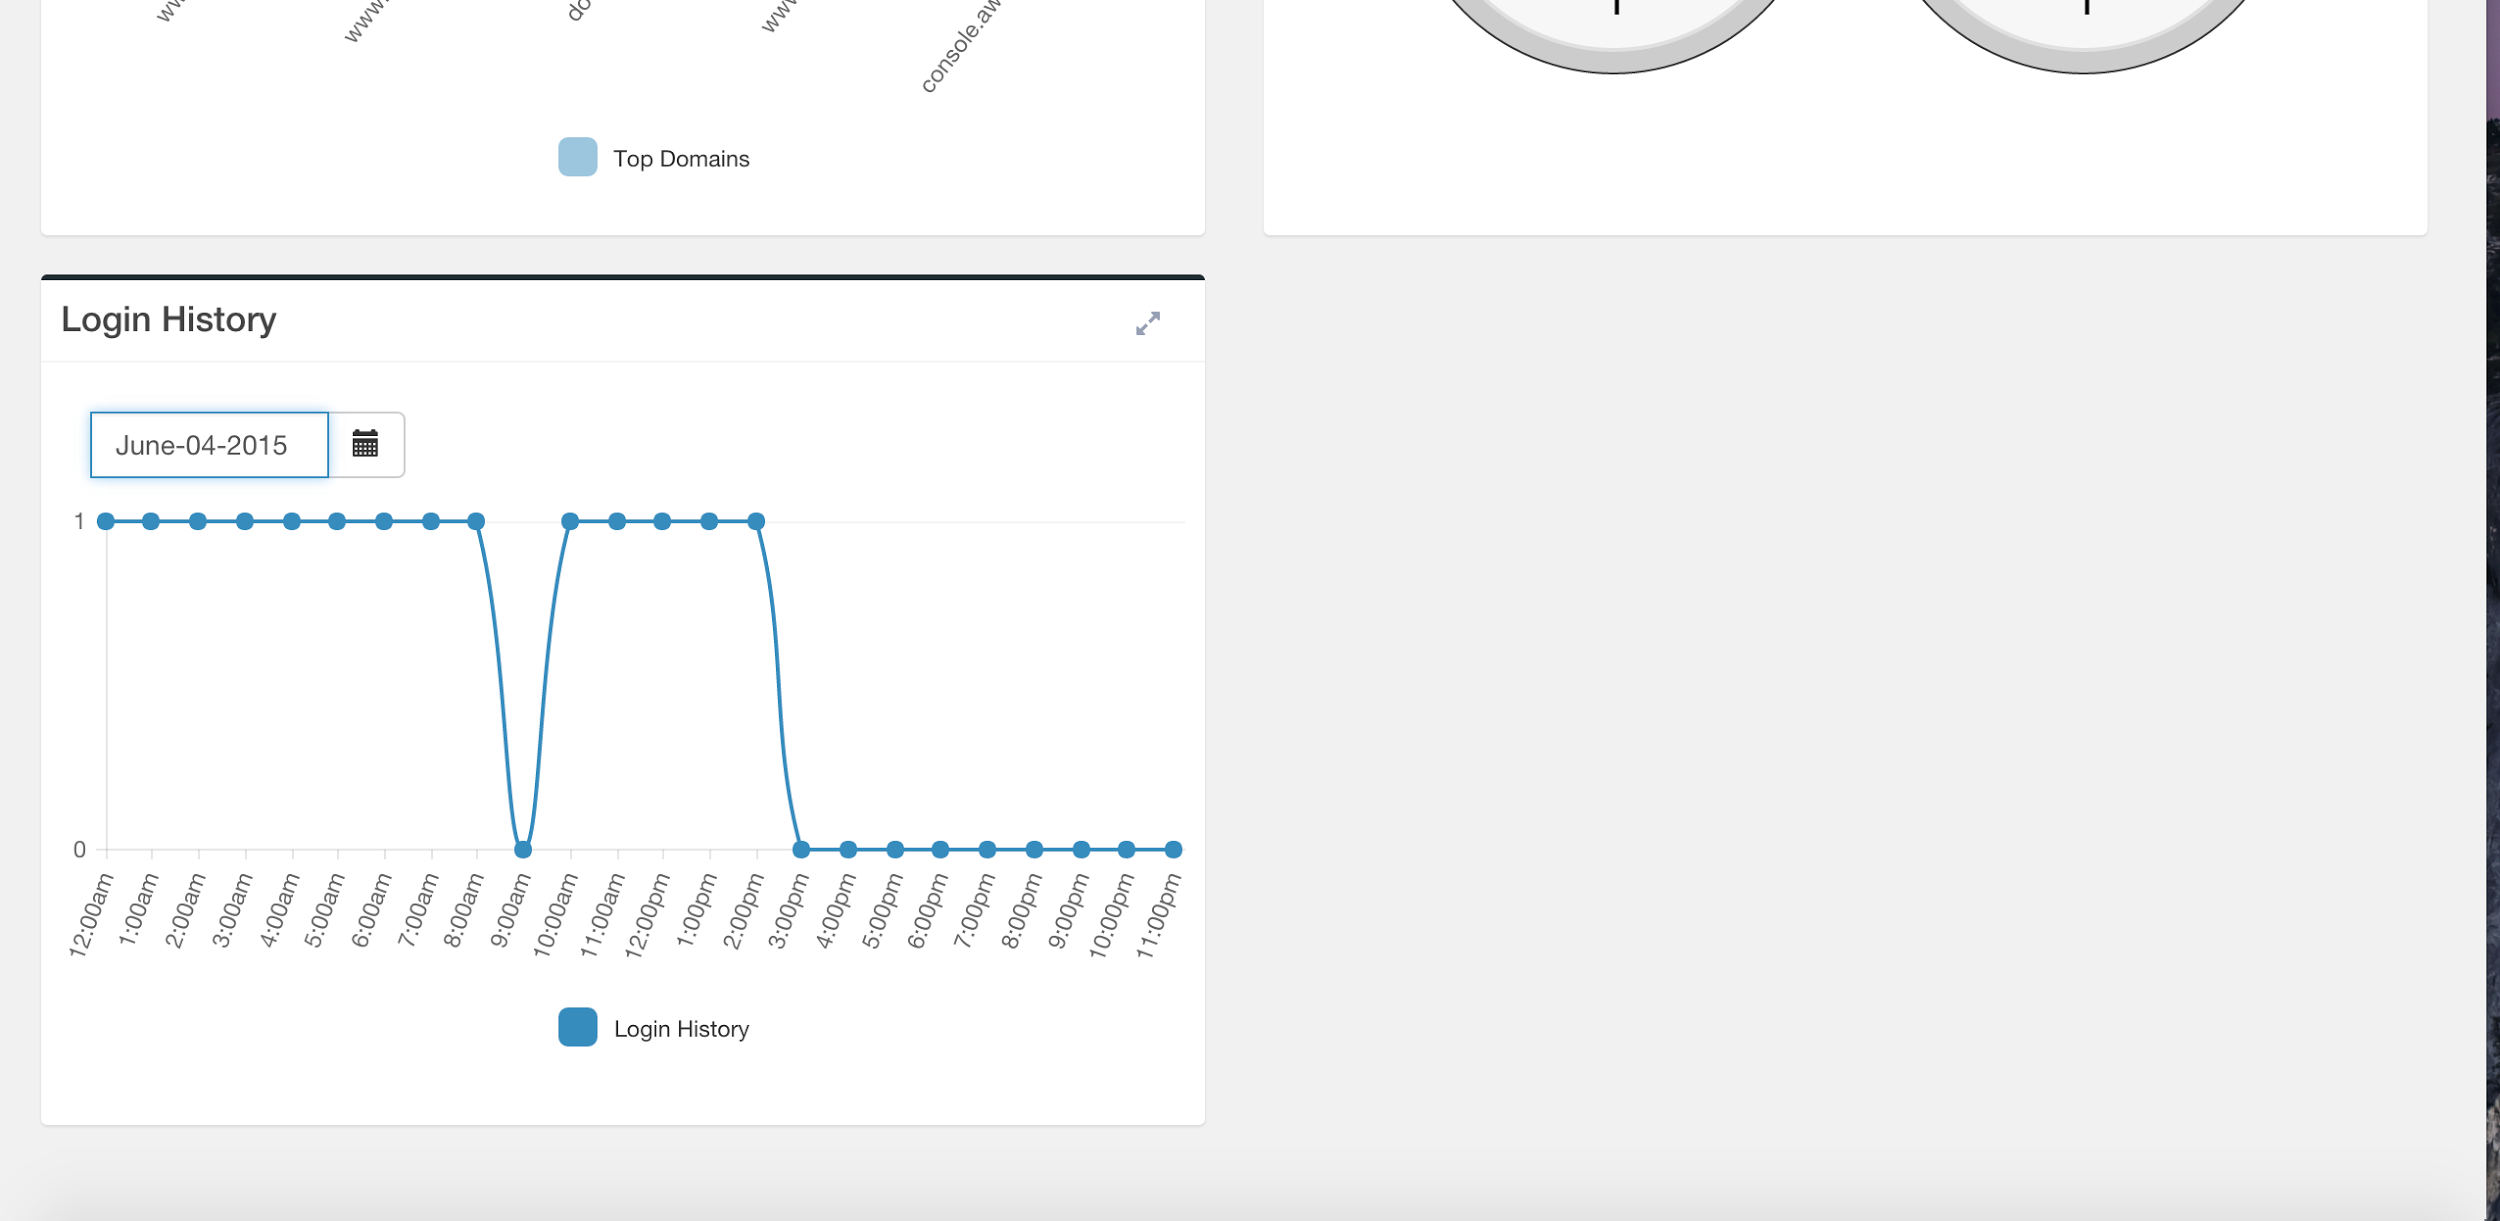 console.aw
Top Domains
Login History
June-04-2015
1
0
12:00am
1:00am
2:00am
3:00am
4:00am
5:00am
6:00am
7:00am
8:00am
9:00am
10:00am
11:00am
12:00pm
1:00pm
2:00pm
3:00pm
4:00pm
5:00pm
6:00pm
7:00pm
8:00pm
9:00pm
10:00pm
11:00pm
Login History